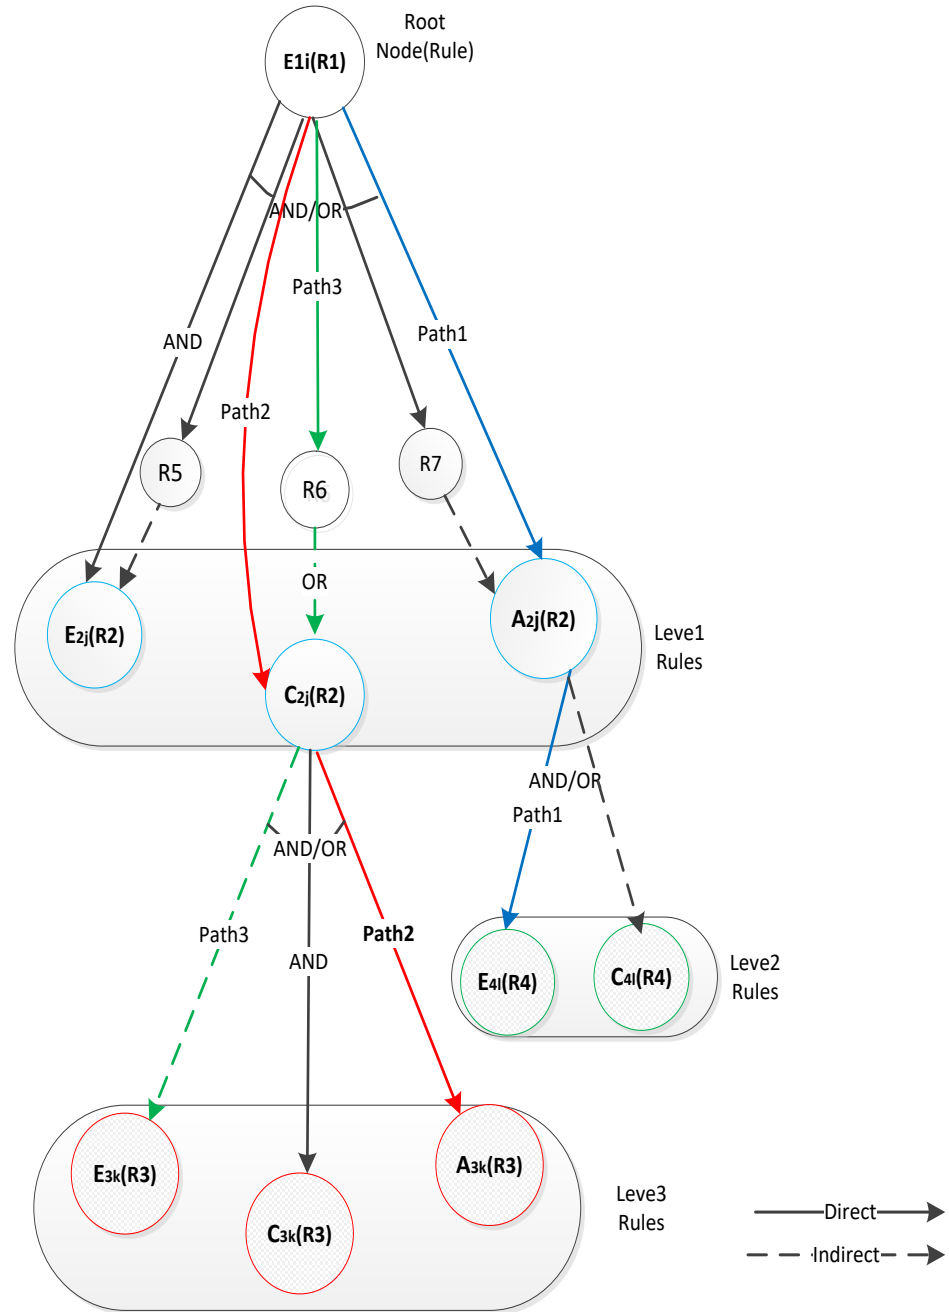 Root
Node(Rule)
E1i(R1)
AND/OR
Path3
Path1
AND
Path2
R5
R6
R7
OR
E2j(R2)
A2j(R2)
C2j(R2)
Leve1
Rules
AND/OR
Path1
AND/OR
Path3
Path2
AND
E4l(R4)
C4l(R4)
Leve2
Rules
E3k(R3)
A3k(R3)
C3k(R3)
Leve3
Rules
Direct
Indirect